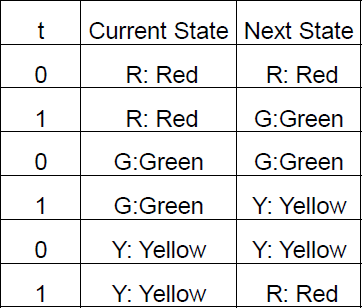 t Current State Next State
0 R: Red R: Red
1 R: Red G:Green
0 G:Green G:Green
1 G:Green Y: Yellow
0 Y: Yellow Y: Yellow
1 Y: Yellow R: Red